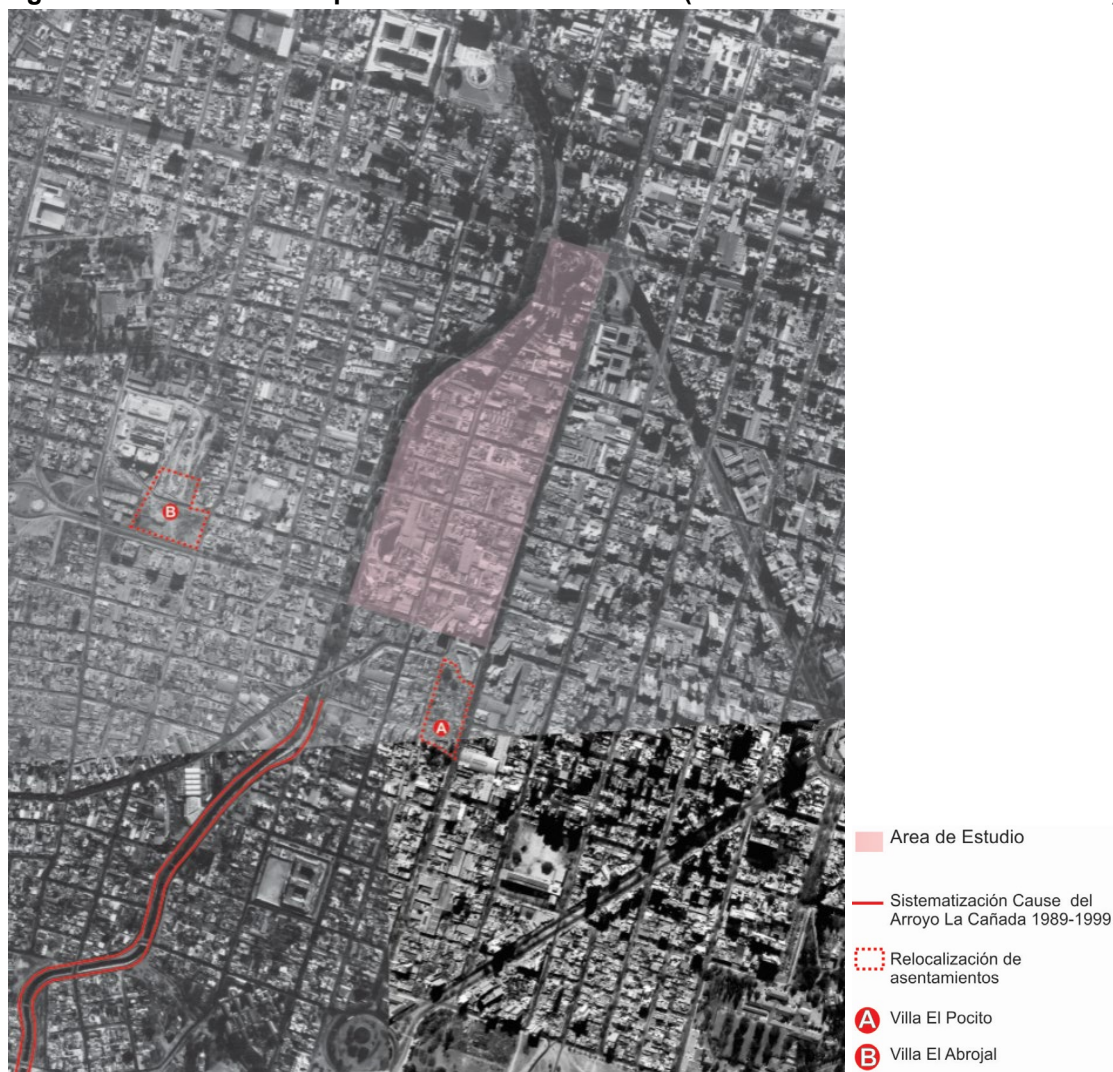 B
A
Area de Estudio
Sistematización Cause del
Arroyo La Cañada 1989-1999
Relocalización de
asentamientos
A Villa El Pocito
B Villa El Abrojal